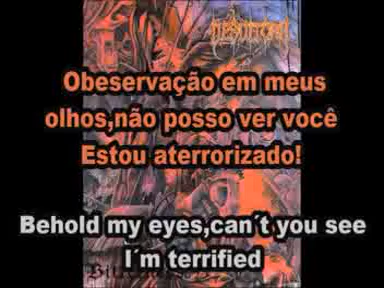 Obeservação em meus
olhos,não posso ver você
Estou aterrorizado!
Behold my eyes,can´t you see
I´m terrified